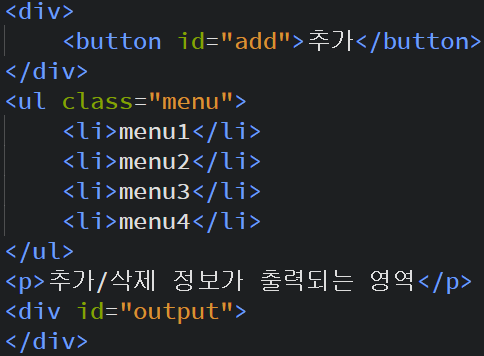 <div>
    <button id="add">추가</button>
</div>
<ul class="menu">
    <li>menu1</li>
    <li>menu2</li>
    <li>menu3</li>
    <li>menu4</li>
</ul>
<p>추가/삭제 정보가 출력되는 영역</p>
<div id="output">
</div>